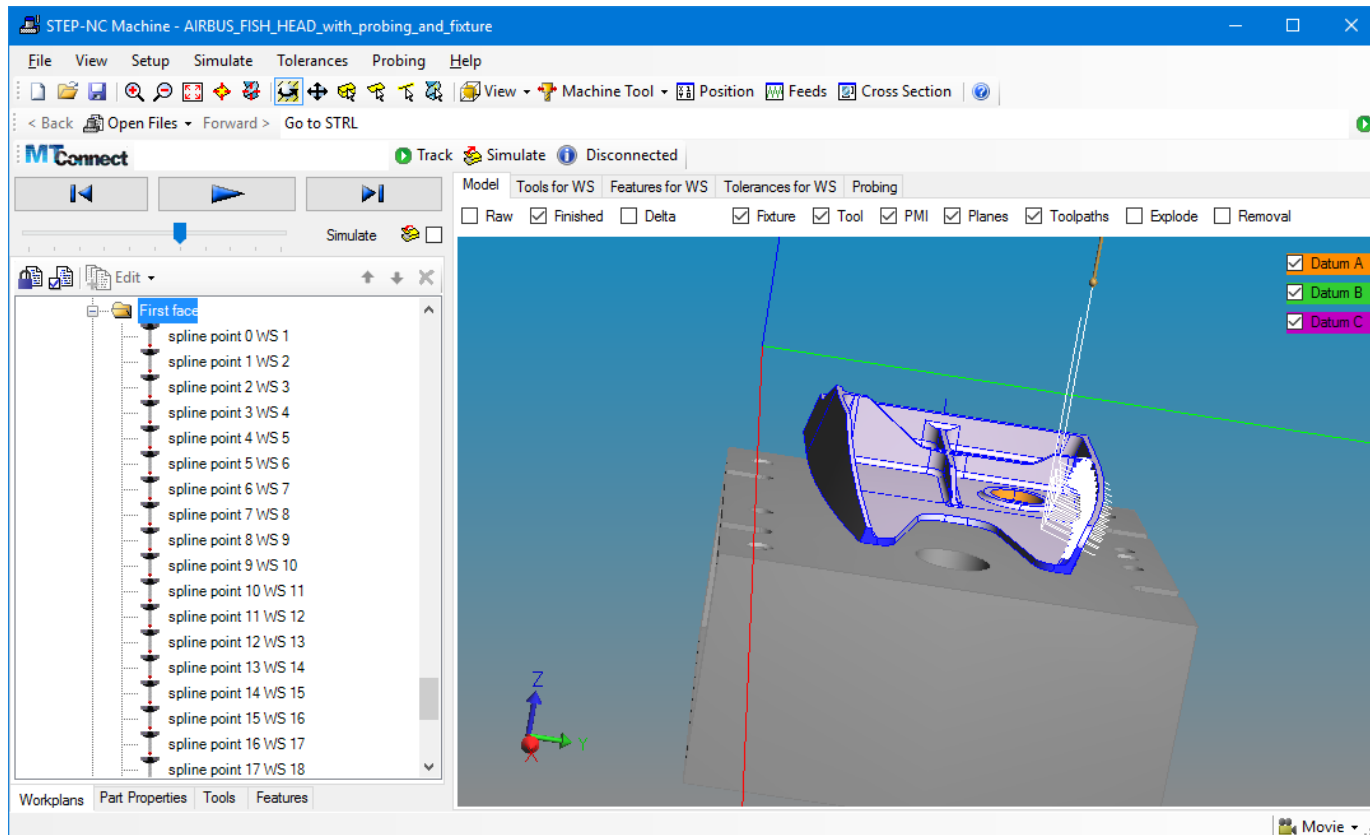 STEP-NC Machine - AIRBUS_FISH_HEAD_with_probing_and_fixture
File View Setup Simulate Tolerances Probing Help
View Machine Tool Position Feeds Cross Section
< Back Open Files Forward > Go to STRL
MTConnect Track Simulate Disconnected
Model Tools for WS Features for WS Tolerances for WS Probing
Raw Finished Delta Fixture Tool PMI Planes Toolpaths Explode Removal
Simulate
Edit
Datum A
Datum B
Datum C
First face
spline point 0 WS 1
spline point 1 WS 2
spline point 2 WS 3
spline point 3 WS 4
spline point 4 WS 5
spline point 5 WS 6
spline point 6 WS 7
spline point 7 WS 8
spline point 8 WS 9
spline point 9 WS 10
spline point 10 WS 11
spline point 11 WS 12
spline point 12 WS 13
spline point 13 WS 14
spline point 14 WS 15
spline point 15 WS 16
spline point 16 WS 17
spline point 17 WS 18
Z
Y
X
Workplans Part Properties Tools Features
Movie